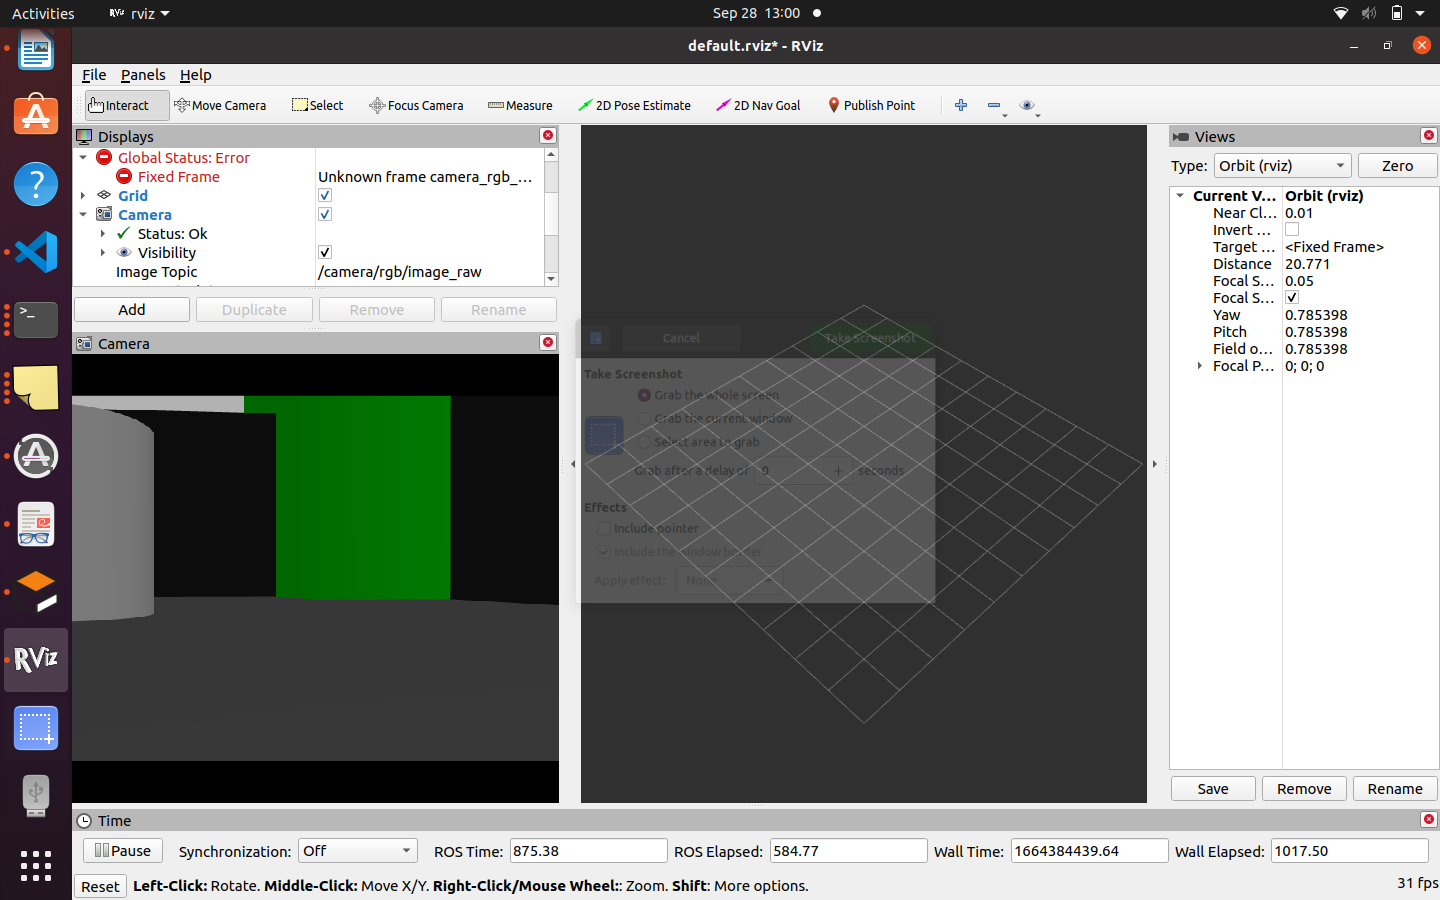 Activities
RViz
rviz
Sep 28 13:00
default.rviz* - RViz
File Panels Help
Interact
Move Camera
Select
Focus Camera
Measure
2D Pose Estimate
2D Nav Goal
Publish Point
Displays
Global Status: Error
Fixed Frame
Unknown frame camera_rgb_...
Grid
Camera
Status: Ok
Visibility
Image Topic
/camera/rgb/image_raw
Add
Duplicate
Remove
Rename
Camera
Cancel
Take Screenshot
Take Screenshot
Grab the whole screen
Grab the current window
Select area to grab
Grab after a delay of 0 + seconds
Effects
Include pointer
Include the window border
Apply effect: None
Views
Type: Orbit (rviz) Zero
Current V... Orbit (rviz)
Near Cl... 0.01
Invert ...
Target ... <Fixed Frame>
Distance 20.771
Focal S... 0.05
Focal S...
Yaw 0.785398
Pitch 0.785398
Field o... 0.785398
Focal P... 0; 0; 0
Save Remove Rename
RViz
Time
Pause Synchronization: Off ROS Time: 875.38 ROS Elapsed: 584.77 Wall Time: 1664384439.64 Wall Elapsed: 1017.50
Reset Left-Click: Rotate. Middle-Click: Move X/Y. Right-Click/Mouse Wheel:: Zoom. Shift: More options. 31 fps